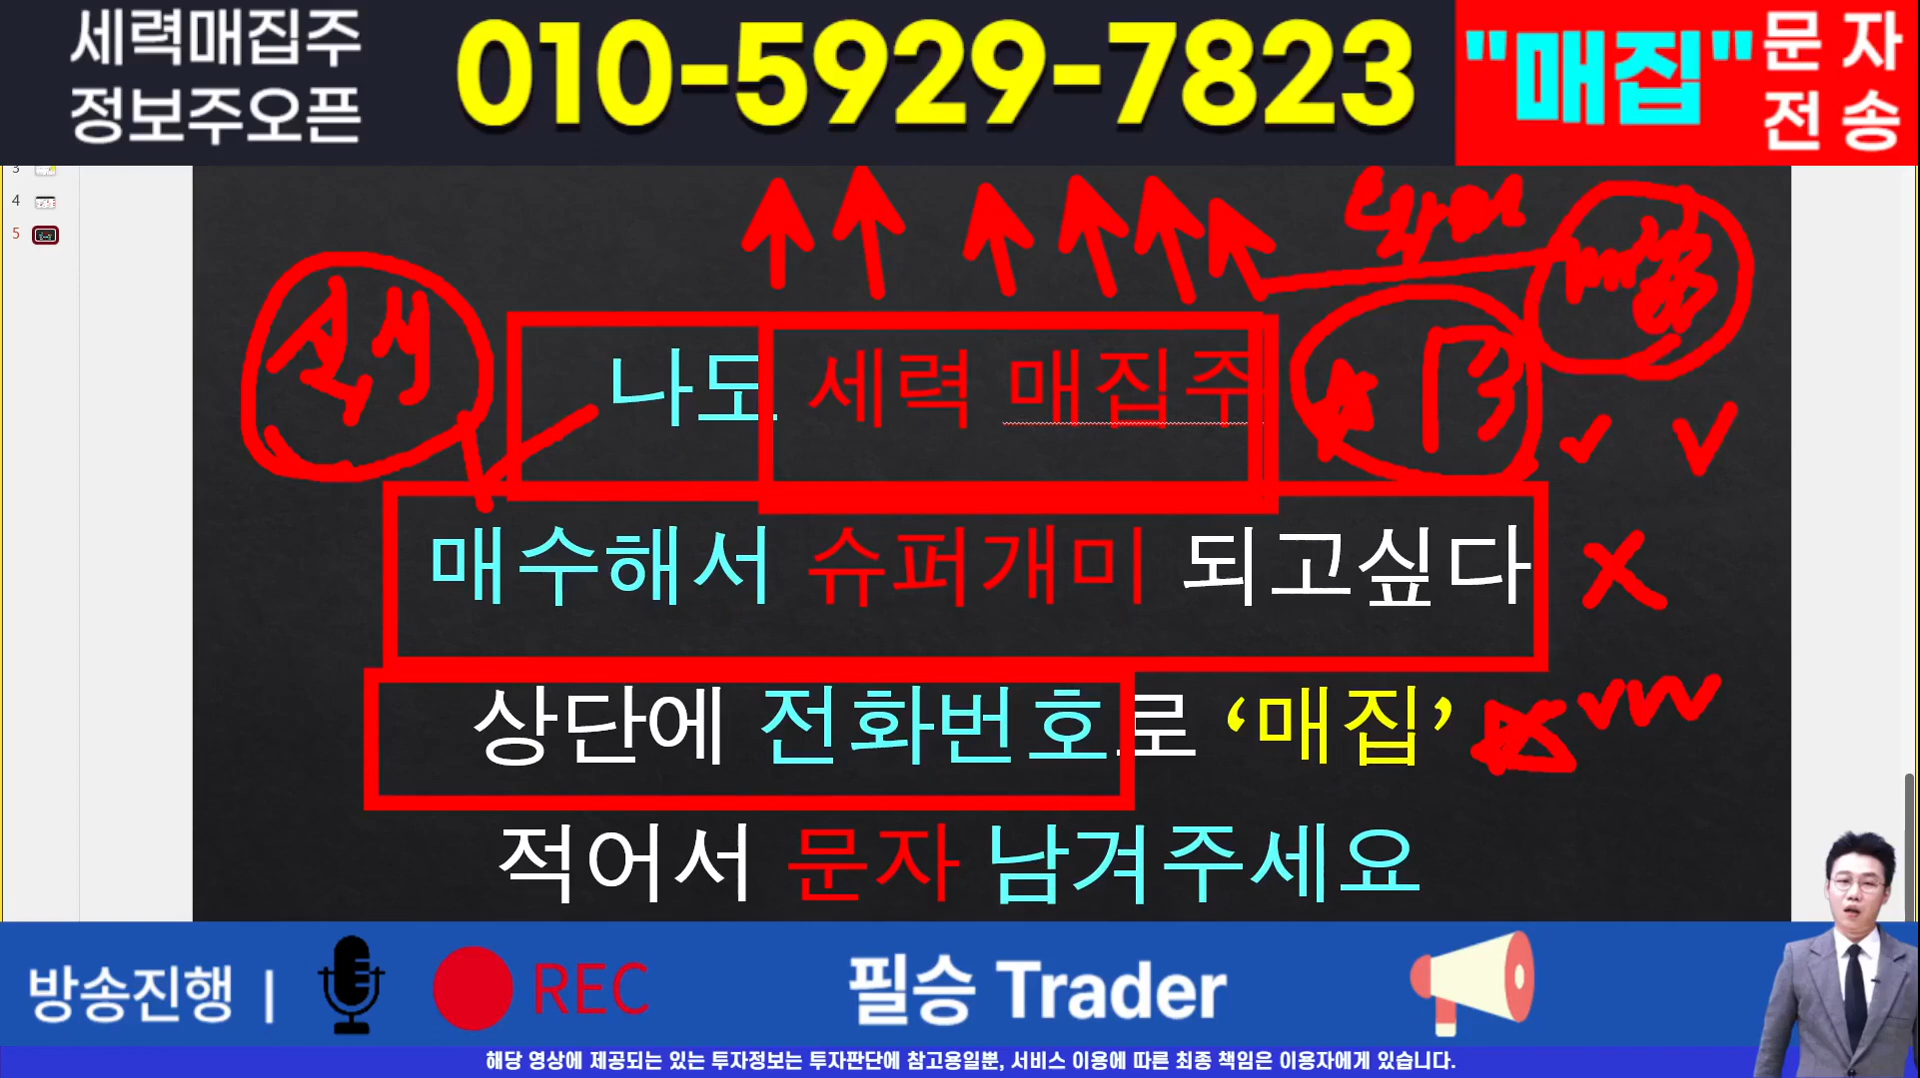 세력매집주
정보주오픈
010-5929-7823
"매집"
문자
전송
3
4
5
나도 세력 매집주
매수해서 슈퍼개미 되고싶다
상단에 전화번호로 ‘매집’
적어서 문자 남겨주세요
방송진행 |
REC
필승 Trader
해당 영상에 제공되는 있는 투자정보는 투자판단에 참고용일뿐, 서비스 이용에 따른 최종 책임은 이용자에게 있습니다.